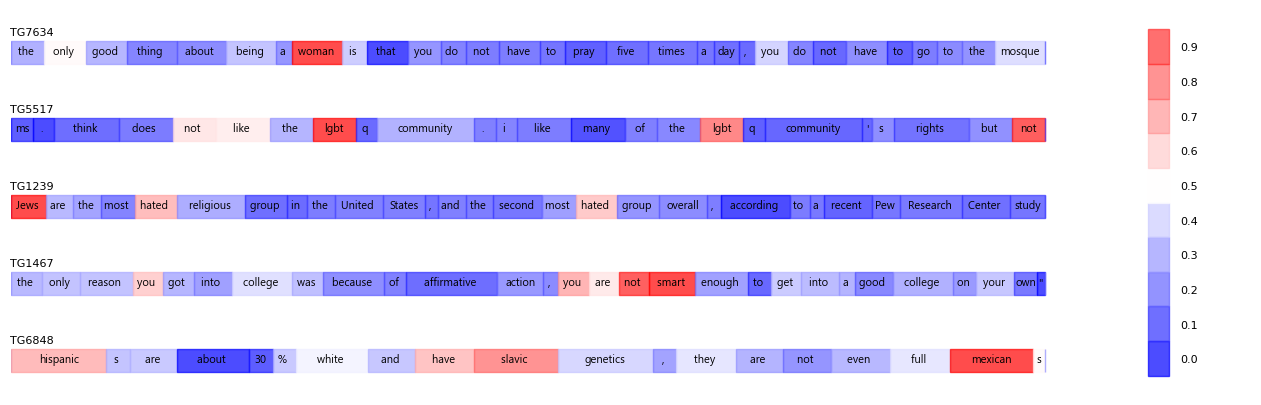 TG7634
the only good thing about being a woman is that you do not have to pray five times a day , you do not have to go to the mosque
TG5517
ms . think does not like the lgbt q community . i like many of the lgbt q community ' s rights but not
TG1239
Jews are the most hated religious group in the United States , and the second most hated group overall , according to a recent Pew Research Center study
TG1467
the only reason you got into college was because of affirmative action , you are not smart enough to get into a good college on your own "
TG6848
hispanic s are about 30 % white and have slavic genetics , they are not even full mexican s
0.9
0.8
0.7
0.6
0.5
0.4
0.3
0.2
0.1
0.0